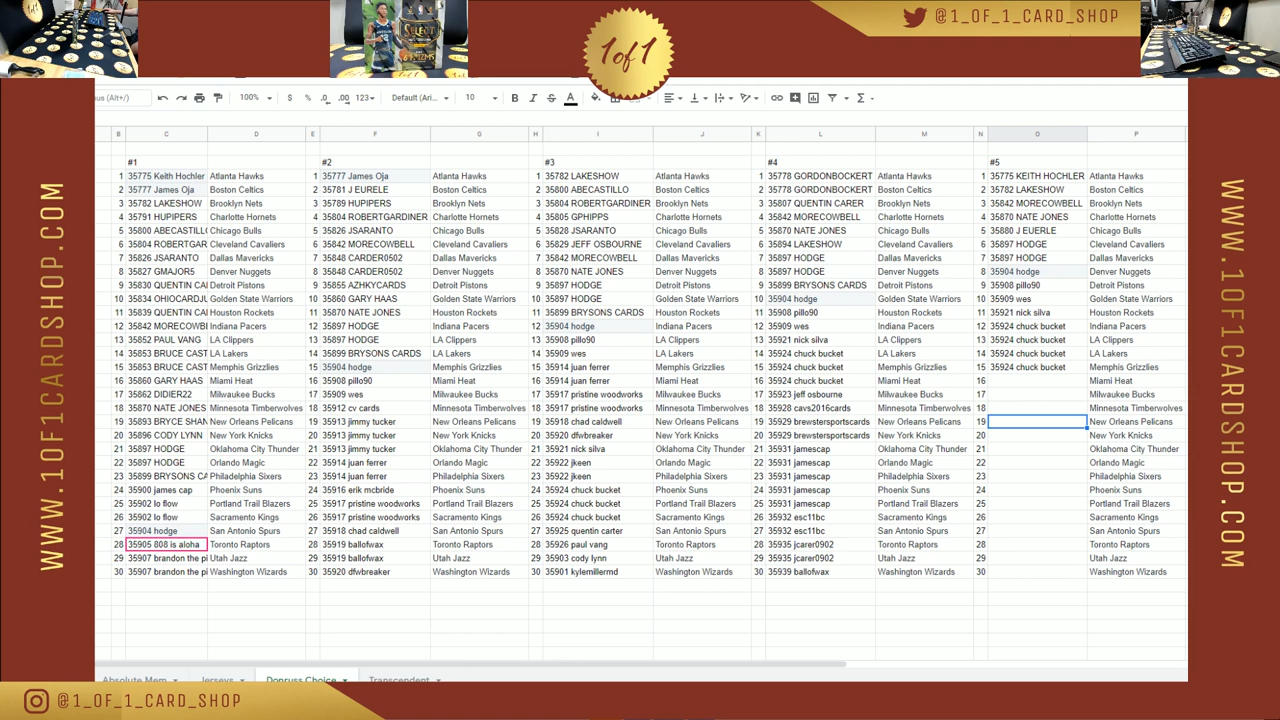 @1_OF_1_CARD_SHOP
1of1
SELECT
WWW.1OF1CARDSHOP.COM
WWW.1OF1CARDSHOP.COM
nus (Alt+/) 100% $ % .0 .00 123 Default (Ari... 10 B I S A
B C D E F G H I J K L M N O P
#1 #2 #3 #4 #5
1 35775 Keith Hochler Atlanta Hawks 1 35777 James Oja Atlanta Hawks 1 35782 LAKESHOW Atlanta Hawks 1 35778 GORDONBOCKERT Atlanta Hawks 1 35775 KEITH HOCHLER Atlanta Hawks
2 35777 James Oja Boston Celtics 2 35781 J EURELE Boston Celtics 2 35800 ABECASTILLO Boston Celtics 2 35778 GORDONBOCKERT Boston Celtics 2 35782 LAKESHOW Boston Celtics
3 35782 LAKESHOW Brooklyn Nets 3 35789 HUPIPERS Brooklyn Nets 3 35804 ROBERTGARDINER Brooklyn Nets 3 35807 QUENTIN CARER Brooklyn Nets 3 35842 MORECOWBELL Brooklyn Nets
4 35791 HUPIPERS Charlotte Hornets 4 35804 ROBERTGARDINER Charlotte Hornets 4 35805 GPHIPPS Charlotte Hornets 4 35842 MORECOWBELL Charlotte Hornets 4 35870 NATE JONES Charlotte Hornets
5 35800 ABECASTILL Chicago Bulls 5 35826 JSARANTO Chicago Bulls 5 35828 JSARANTO Chicago Bulls 5 35870 NATE JONES Chicago Bulls 5 35880 J EUERLE Chicago Bulls
6 35804 ROBERTGAR Cleveland Cavaliers 6 35842 MORECOWBELL Cleveland Cavaliers 6 35829 JEFF OSBOURNE Cleveland Cavaliers 6 35894 LAKESHOW Cleveland Cavaliers 6 35897 HODGE Cleveland Cavaliers
7 35826 JSARANTO Dallas Mavericks 7 35848 CARDER0502 Dallas Mavericks 7 35842 MORECOWBELL Dallas Mavericks 7 35897 HODGE Dallas Mavericks 7 35897 HODGE Dallas Mavericks
8 35827 GMAJOR5 Denver Nuggets 8 35848 CARDER0502 Denver Nuggets 8 35870 NATE JONES Denver Nuggets 8 35897 HODGE Denver Nuggets 8 35904 hodge Denver Nuggets
9 35830 QUENTIN CA Detroit Pistons 9 35855 AZHKYCARDS Detroit Pistons 9 35897 HODGE Detroit Pistons 9 35899 BRYSONS CARDS Detroit Pistons 9 35908 pillo90 Detroit Pistons
10 35834 OHIOCARDJU Golden State Warriors 10 35860 GARY HAAS Golden State Warriors 10 35897 HODGE Golden State Warriors 10 35904 hodge Golden State Warriors 10 35909 wes Golden State Warriors
11 35839 QUENTIN CA Houston Rockets 11 35870 NATE JONES Houston Rockets 11 35899 BRYSONS CARDS Houston Rockets 11 35908 pillo90 Houston Rockets 11 35921 nick silva Houston Rockets
12 35842 MORECOWB Indiana Pacers 12 35897 HODGE Indiana Pacers 12 35904 hodge Indiana Pacers 12 35909 wes Indiana Pacers 12 35924 chuck bucket Indiana Pacers
13 35852 PAUL VANG LA Clippers 13 35897 HODGE LA Clippers 13 35908 pillo90 LA Clippers 13 35921 nick silva LA Clippers 13 35924 chuck bucket LA Clippers
14 35853 BRUCE CAST LA Lakers 14 35899 BRYSONS CARDS LA Lakers 14 35909 wes LA Lakers 14 35924 chuck bucket LA Lakers 14 35924 chuck bucket LA Lakers
15 35853 BRUCE CAST Memphis Grizzlies 15 35904 hodge Memphis Grizzlies 15 35914 juan ferrer Memphis Grizzlies 15 35924 chuck bucket Memphis Grizzlies 15 35924 chuck bucket Memphis Grizzlies
16 35860 GARY HAAS Miami Heat 16 35908 pillo90 Miami Heat 16 35914 juan ferrer Miami Heat 16 35924 chuck bucket Miami Heat 16 Miami Heat
17 35862 DIDIER22 Milwaukee Bucks 17 35909 wes Milwaukee Bucks 17 35917 pristine woodworks Milwaukee Bucks 17 35923 jeff osbourne Milwaukee Bucks 17 Milwaukee Bucks
18 35870 NATE JONES Minnesota Timberwolves 18 35912 cv cards Minnesota Timberwolves 18 35917 pristine woodworks Minnesota Timberwolves 18 35928 cavs2016cards Minnesota Timberwolves 18 Minnesota Timberwolves
19 35893 BRYCE SHAN New Orleans Pelicans 19 35913 jimmy tucker New Orleans Pelicans 19 35918 chad caldwell New Orleans Pelicans 19 35929 brewstersportscards New Orleans Pelicans 19 New Orleans Pelicans
20 35896 CODY LYNN New York Knicks 20 35913 jimmy tucker New York Knicks 20 35920 dfwbreaker New York Knicks 20 35929 brewstersportscards New York Knicks 20 New York Knicks
21 35897 HODGE Oklahoma City Thunder 21 35913 jimmy tucker Oklahoma City Thunder 21 35921 nick silva Oklahoma City Thunder 21 35931 jamescap Oklahoma City Thunder 21 Oklahoma City Thunder
22 35897 HODGE Orlando Magic 22 35914 juan ferrer Orlando Magic 22 35922 jkeen Orlando Magic 22 35931 jamescap Orlando Magic 22 Orlando Magic
23 35899 BRYSONS CA Philadelphia Sixers 23 35914 juan ferrer Philadelphia Sixers 23 35922 jkeen Philadelphia Sixers 23 35931 jamescap Philadelphia Sixers 23 Philadelphia Sixers
24 35900 james cap Phoenix Suns 24 35916 erik mcbride Phoenix Suns 24 35924 chuck bucket Phoenix Suns 24 35931 jamescap Phoenix Suns 24 Phoenix Suns
25 35902 lo flow Portland Trail Blazers 25 35917 pristine woodworks Portland Trail Blazers 25 35924 chuck bucket Portland Trail Blazers 25 35932 esc11bc Portland Trail Blazers 25 Portland Trail Blazers
26 35902 lo flow Sacramento Kings 26 35917 pristine woodworks Sacramento Kings 26 35924 chuck bucket Sacramento Kings 26 35932 esc11bc Sacramento Kings 26 Sacramento Kings
27 35904 hodge San Antonio Spurs 27 35918 chad caldwell San Antonio Spurs 27 35925 quentin carter San Antonio Spurs 27 35932 esc11bc San Antonio Spurs 27 San Antonio Spurs
28 35905 808 is aloha Toronto Raptors 28 35919 ballofwax Toronto Raptors 28 35926 paul vang Toronto Raptors 28 35935 jcarer0902 Toronto Raptors 28 Toronto Raptors
29 35907 brandon the pi Utah Jazz 29 35919 ballofwax Utah Jazz 29 35903 cody lynn Utah Jazz 29 35935 jcarer0902 Utah Jazz 29 Utah Jazz
30 35907 brandon the pi Washington Wizards 30 35920 dfwbreaker Washington Wizards 30 35901 kylemillermd Washington Wizards 30 35939 ballofwax Washington Wizards 30 Washington Wizards
Absolute Mem Jerseys Donruss Choice Transcendent
@1_OF_1_CARD_SHOP